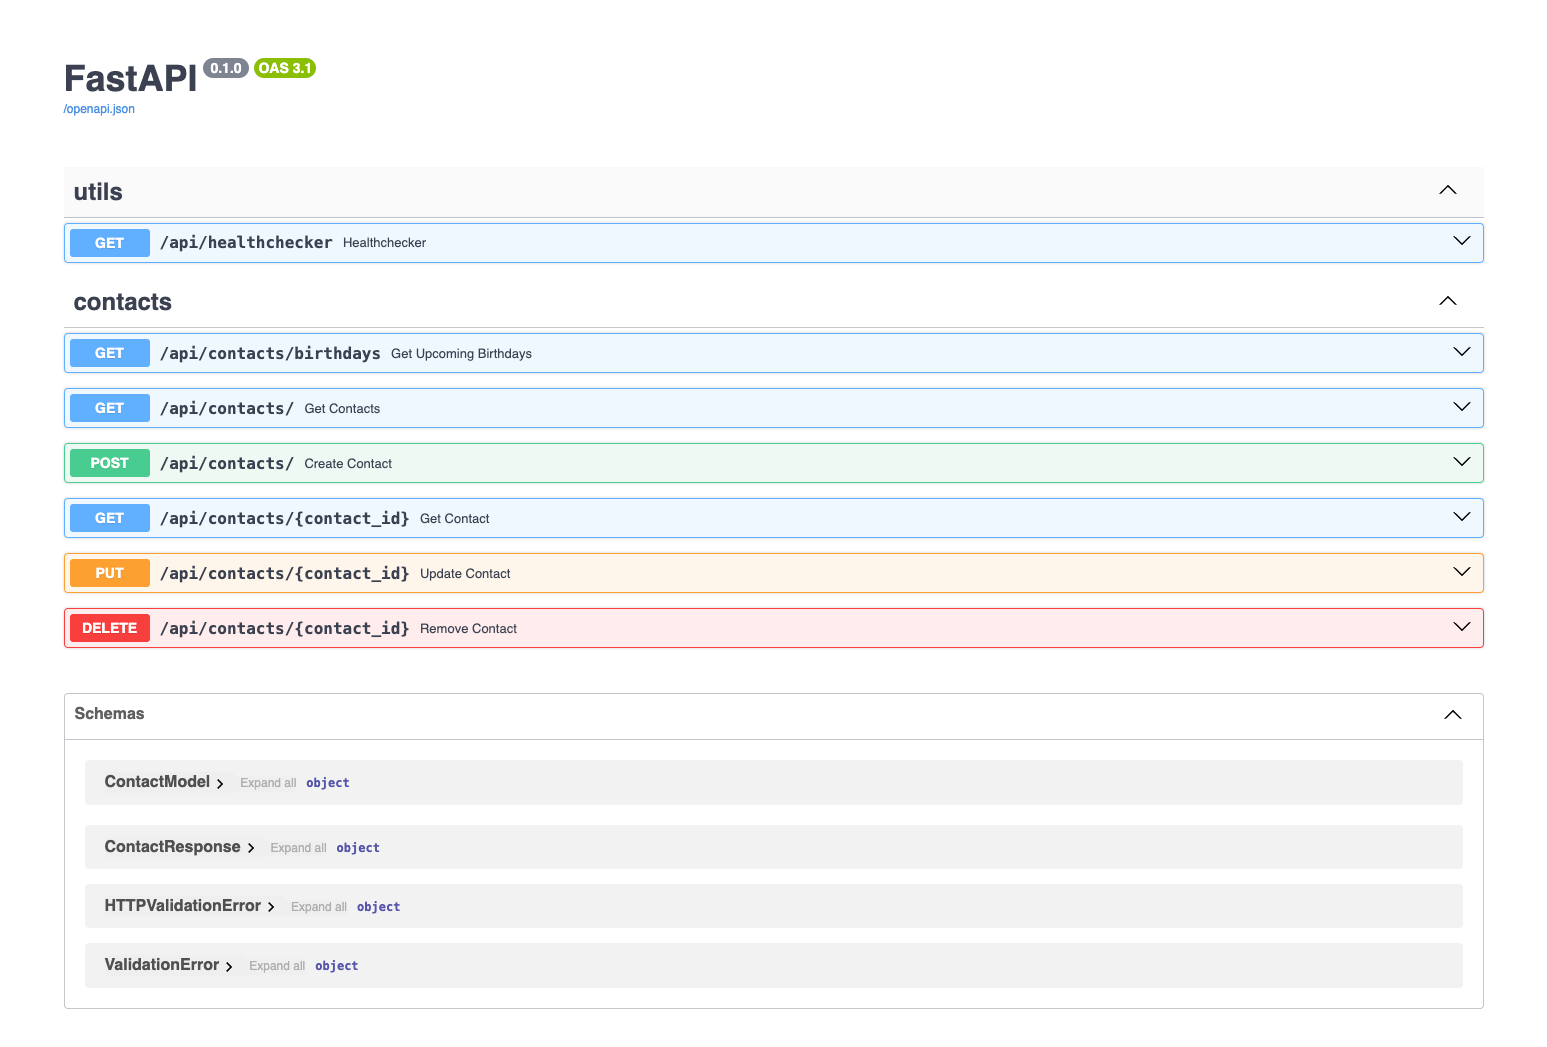 FastAPI 0.1.0 OAS 3.1
/openapi.json
utils
GET /api/healthchecker Healthchecker
contacts
GET /api/contacts/birthdays Get Upcoming Birthdays
GET /api/contacts/ Get Contacts
POST /api/contacts/ Create Contact
GET /api/contacts/{contact_id} Get Contact
PUT /api/contacts/{contact_id} Update Contact
DELETE /api/contacts/{contact_id} Remove Contact
Schemas
ContactModel Expand all object
ContactResponse Expand all object
HTTPValidationError Expand all object
ValidationError Expand all object